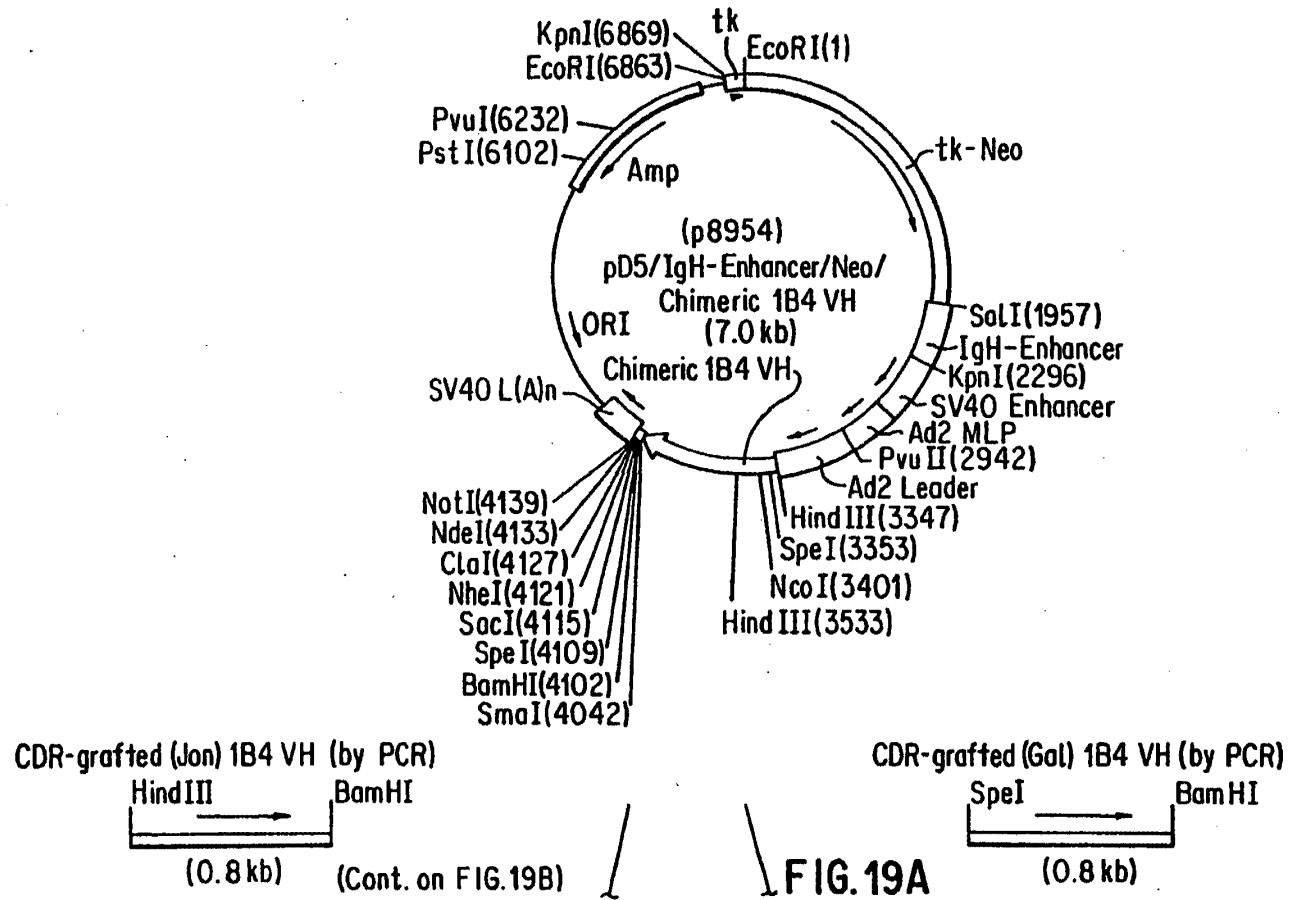 tk
KpnI(6869)
EcoRI(1)
EcoRI(6863)
PvuI(6232)
PstI(6102)
Amp
tk-Neo
(p8954)
pD5/IgH-Enhancer/Neo/
Chimeric 1B4 VH
(7.0 kb)
ORI
Chimeric 1B4 VH
SalI(1957)
IgH-Enhancer
KpnI(2296)
SV40 Enhancer
Ad2 MLP
PvuII(2942)
Ad2 Leader
SV40 L(A)n
HindIII(3347)
SpeI(3353)
NcoI(3401)
HindIII(3533)
NotI(4139)
NdeI(4133)
ClaI(4127)
NheI(4121)
SacI(4115)
SpeI(4109)
BamHI(4102)
SmaI(4042)
CDR-grafted (Jon) 1B4 VH (by PCR)
HindIII BamHI
(0.8 kb)
(Cont. on FIG.19B)
CDR-grafted (Gal) 1B4 VH (by PCR)
SpeI BamHI
(0.8 kb)
FIG.19A